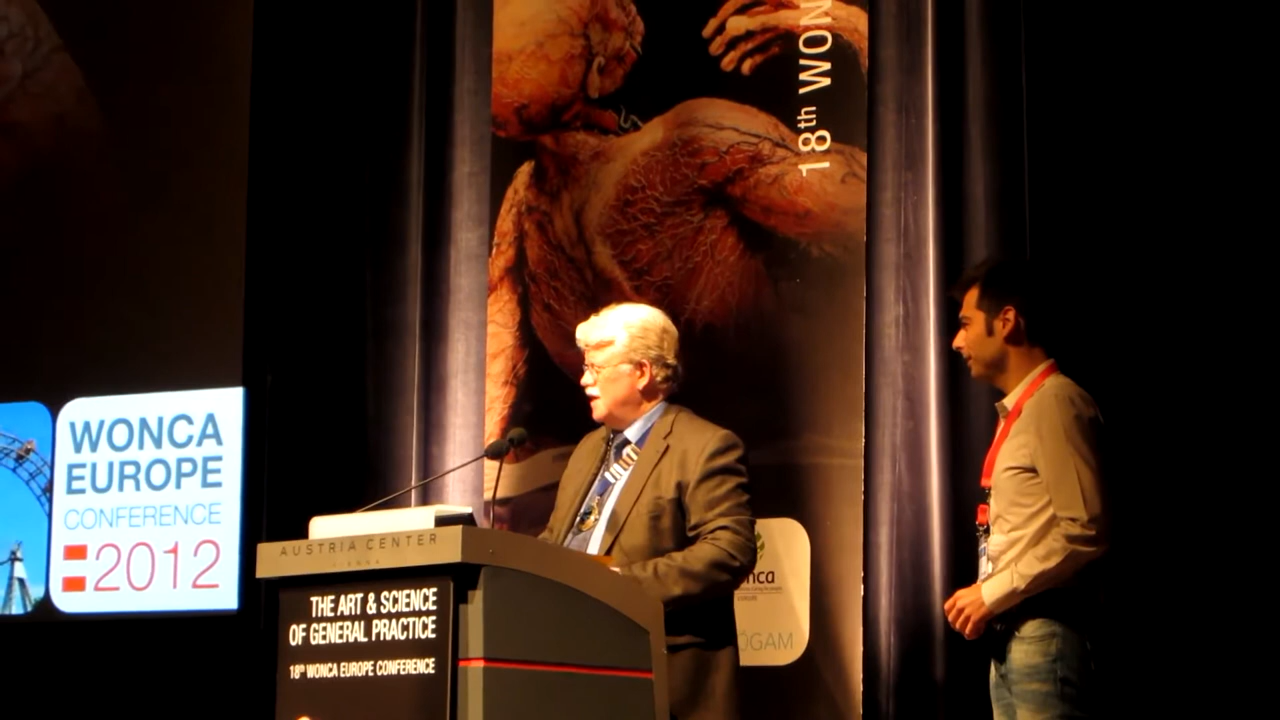 18th WON
WONCA
EUROPE
CONFERENCE
2012
AUSTRIA CENTER
VIENNA
THE ART & SCIENCE
OF GENERAL PRACTICE
18th WONCA EUROPE CONFERENCE
nca
ÖGAM